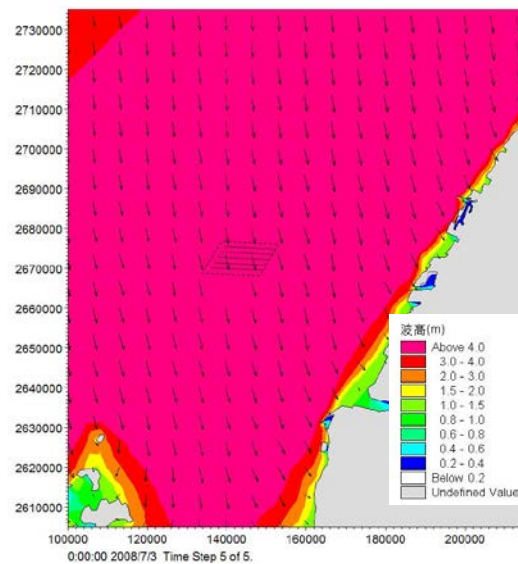 2730000
2720000
2710000
2700000
2690000
2680000
2670000
2660000
2650000
2640000
2630000
2620000
2610000
100000 120000 140000 160000 180000 200000
0:00:00 2008/7/3 Time Step 5 of 5.
波高(m)
Above 4.0
3.0 - 4.0
2.0 - 3.0
1.5 - 2.0
1.0 - 1.5
0.8 - 1.0
0.6 - 0.8
0.4 - 0.6
0.2 - 0.4
Below 0.2
Undefined Value